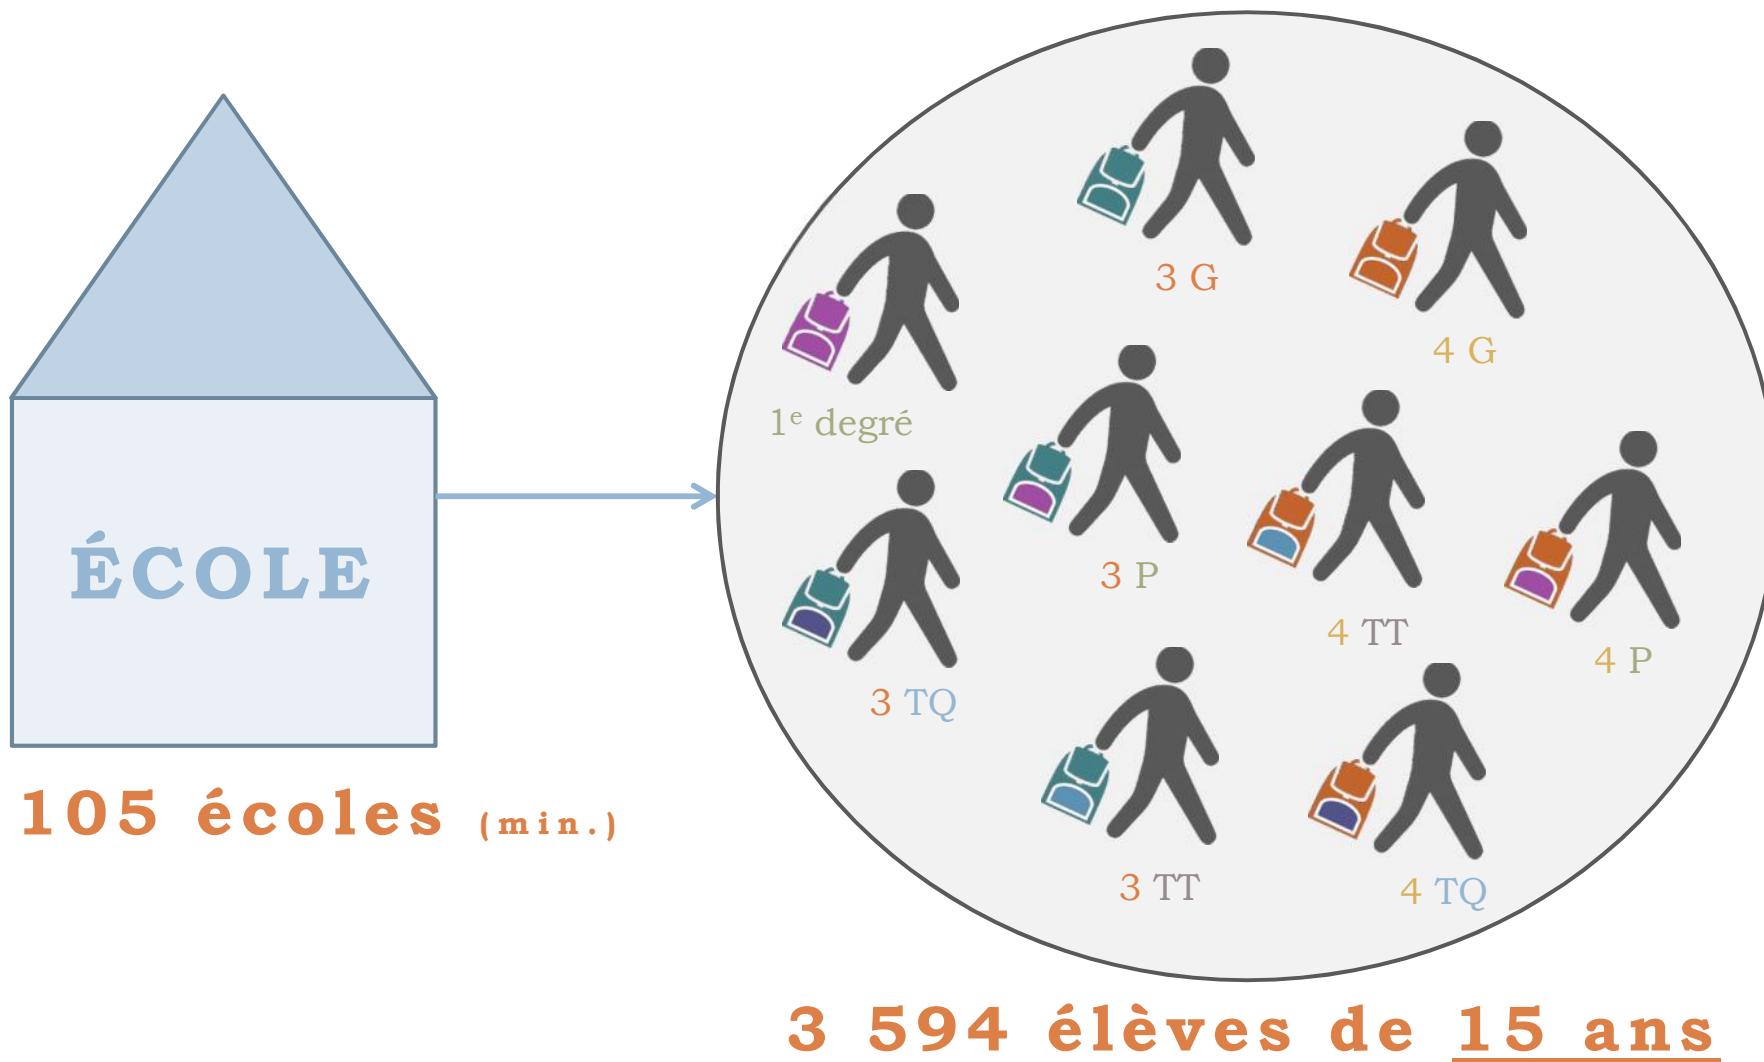 ÉCOLE
105 écoles (min.)
3 G
4 G
1e degré
3 P
4 TT
4 P
3 TQ
3 TT
4 TQ
3 594 élèves de 15 ans